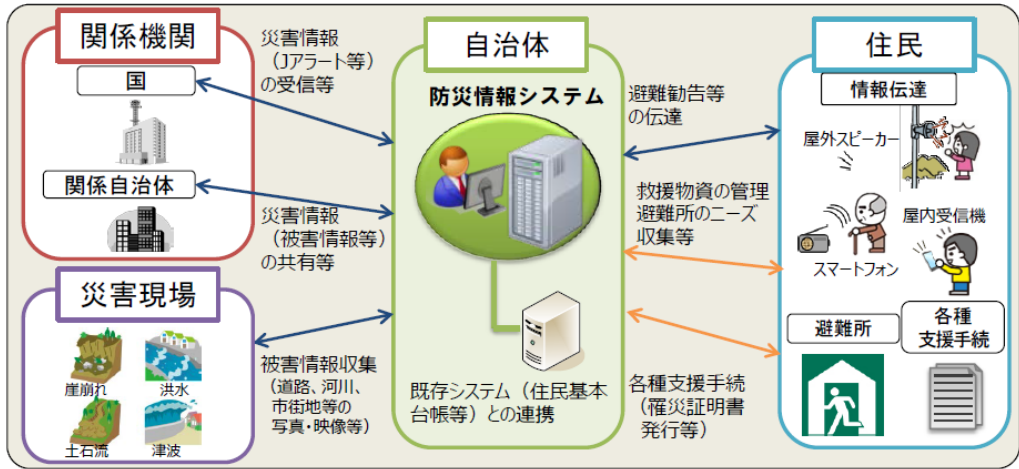 関係機関
国
関係自治体
災害情報
（Jアラート等）
の受信等
災害情報
（被害情報等）
の共有等
災害現場
崖崩れ
洪水
土石流
津波
被害情報収集
（道路、河川、
市街地等の
写真・映像等）
自治体
防災情報システム
既存システム（住民基本
台帳等）との連携
避難勧告等
の伝達
救援物資の管理
避難所のニーズ
収集等
各種支援手続
（罹災証明書
発行等）
住民
情報伝達
屋外スピーカー
屋内受信機
スマートフォン
避難所
各種
支援手続